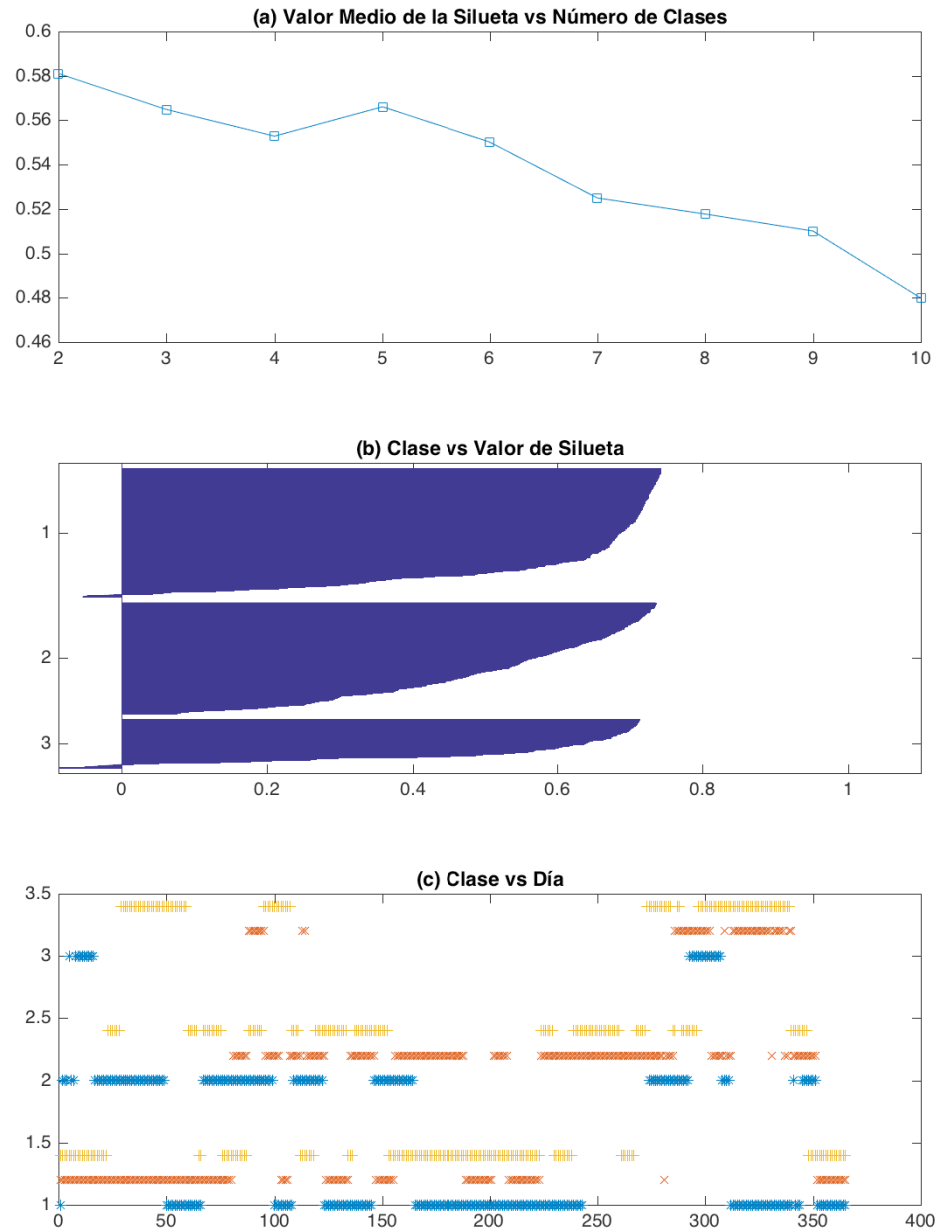 (a) Valor Medio de la Silueta vs Número de Clases
0.6
0.58
0.56
0.54
0.52
0.5
0.48
0.46
2 3 4 5 6 7 8 9 10
(b) Clase vs Valor de Silueta
1
2
3
0 0.2 0.4 0.6 0.8 1
(c) Clase vs Día
3.5
3
2.5
2
1.5
1
0 50 100 150 200 250 300 350 400